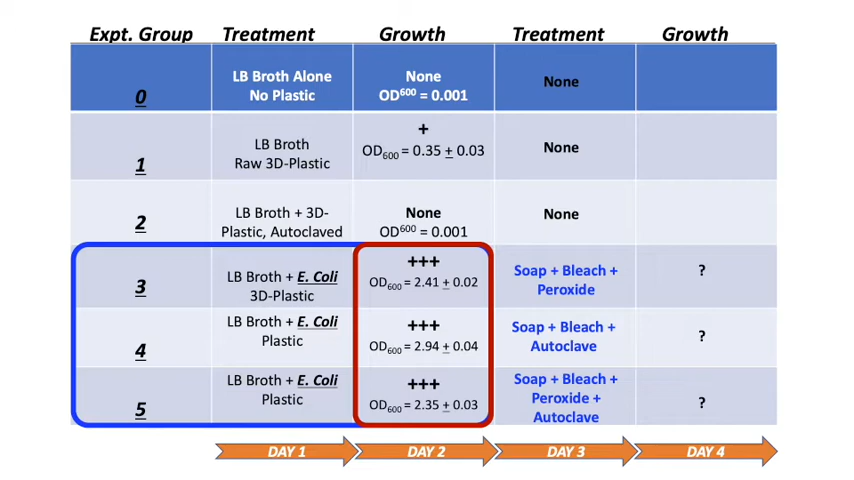 Expt. Group Treatment Growth Treatment Growth
0
LB Broth Alone
No Plastic
None
OD600 = 0.001
None
1
LB Broth
Raw 3D-Plastic
+
OD600 = 0.35 ± 0.03
None
2
LB Broth + 3D-
Plastic, Autoclaved
None
OD600 = 0.001
None
3
LB Broth + E. Coli
3D-Plastic
+++
OD600 = 2.41 ± 0.02
Soap + Bleach +
Peroxide
?
4
LB Broth + E. Coli
Plastic
+++
OD600 = 2.94 ± 0.04
Soap + Bleach +
Autoclave
?
5
LB Broth + E. Coli
Plastic
+++
OD600 = 2.35 ± 0.03
Soap + Bleach +
Peroxide +
Autoclave
?
DAY 1 DAY 2 DAY 3 DAY 4